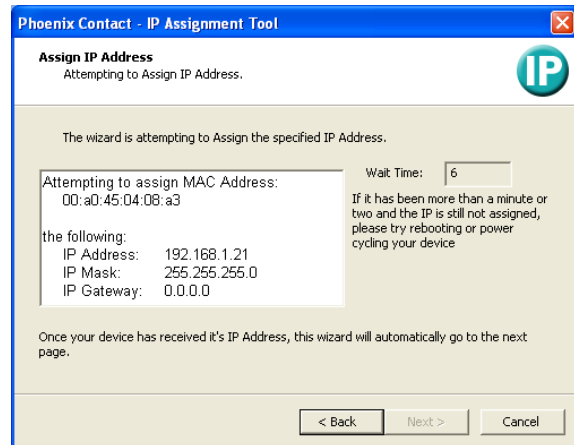 Phoenix Contact - IP Assignment Tool
Assign IP Address
Attempting to Assign IP Address.
IP
The wizard is attempting to Assign the specified IP Address.
Attempting to assign MAC Address:
00:a0:45:04:08:a3
the following:
IP Address: 192.168.1.21
IP Mask: 255.255.255.0
IP Gateway: 0.0.0.0
Wait Time: 6
If it has been more than a minute or
two and the IP is still not assigned,
please try rebooting or power
cycling your device
Once your device has received it's IP Address, this wizard will automatically go to the next
page.
< Back
Next >
Cancel